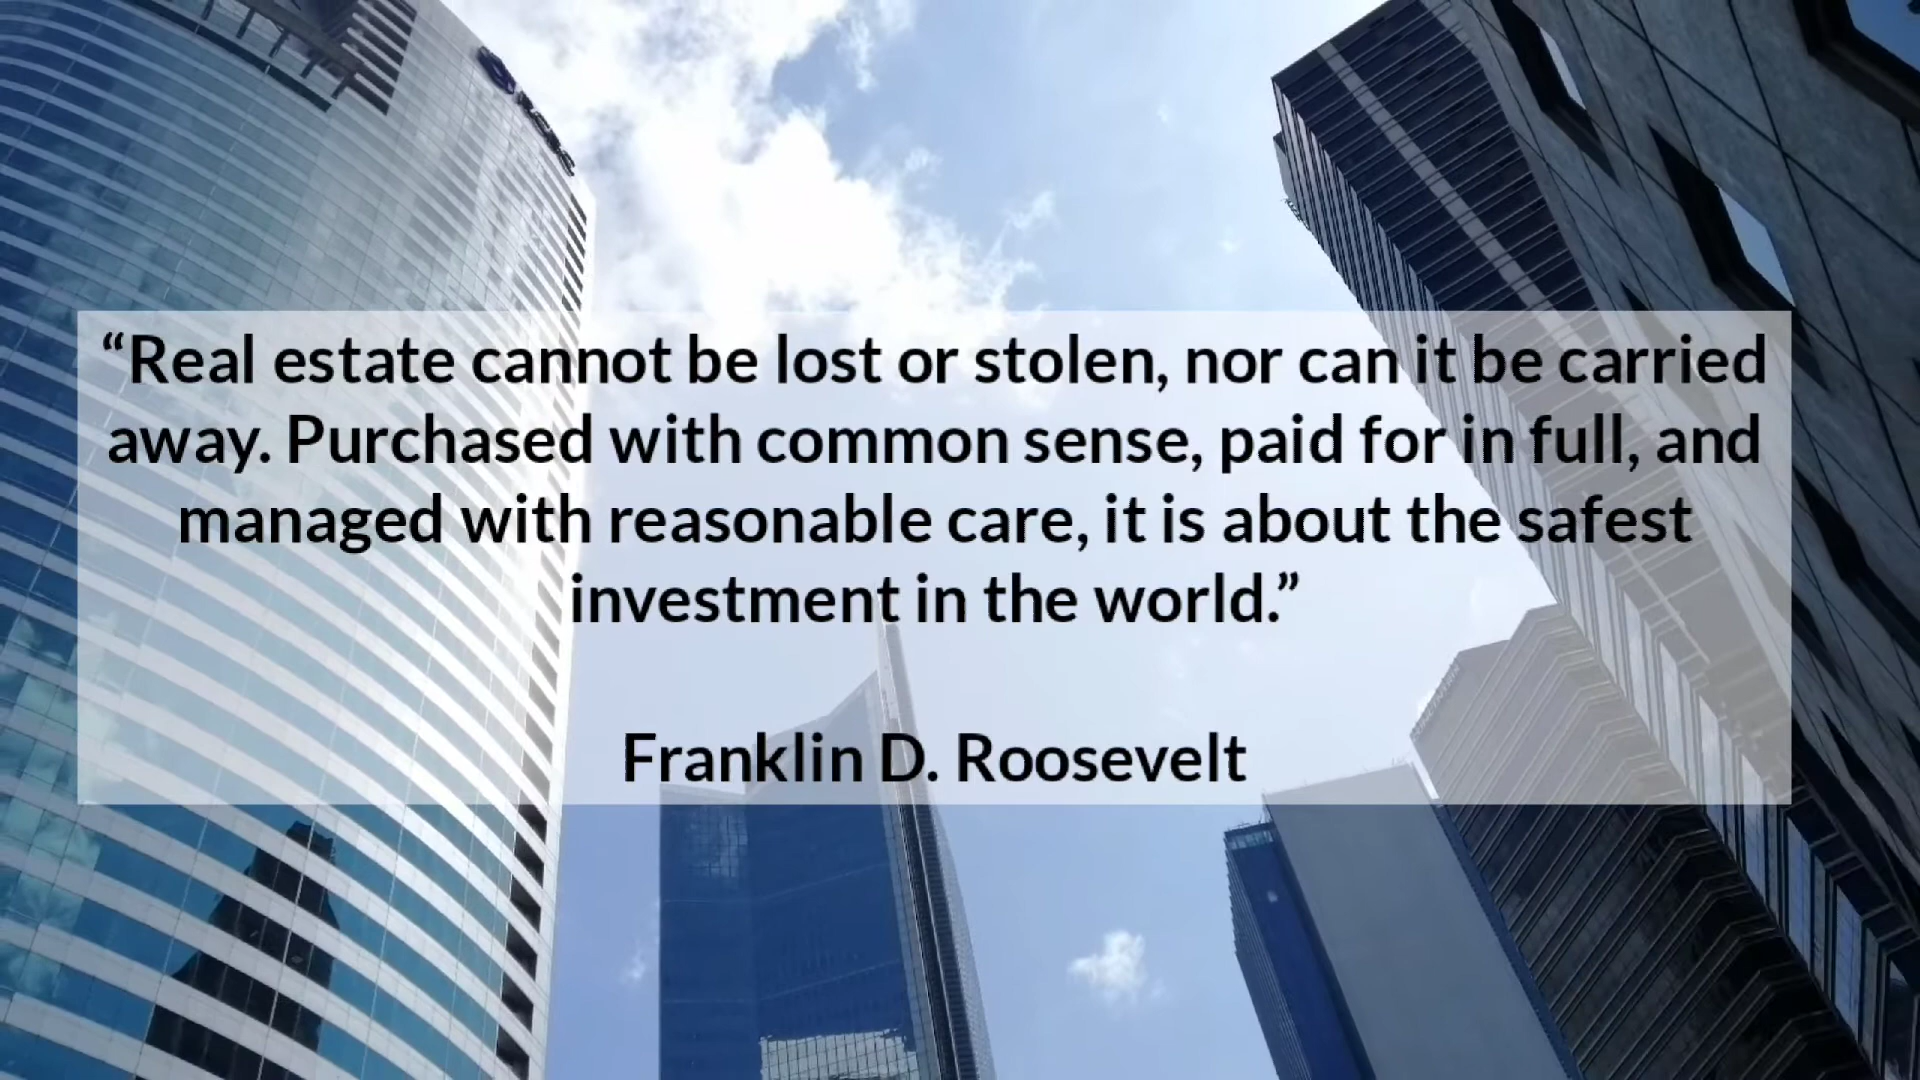 “Real estate cannot be lost or stolen, nor can it be carried
away. Purchased with common sense, paid for in full, and
managed with reasonable care, it is about the safest
investment in the world.”
Franklin D. Roosevelt